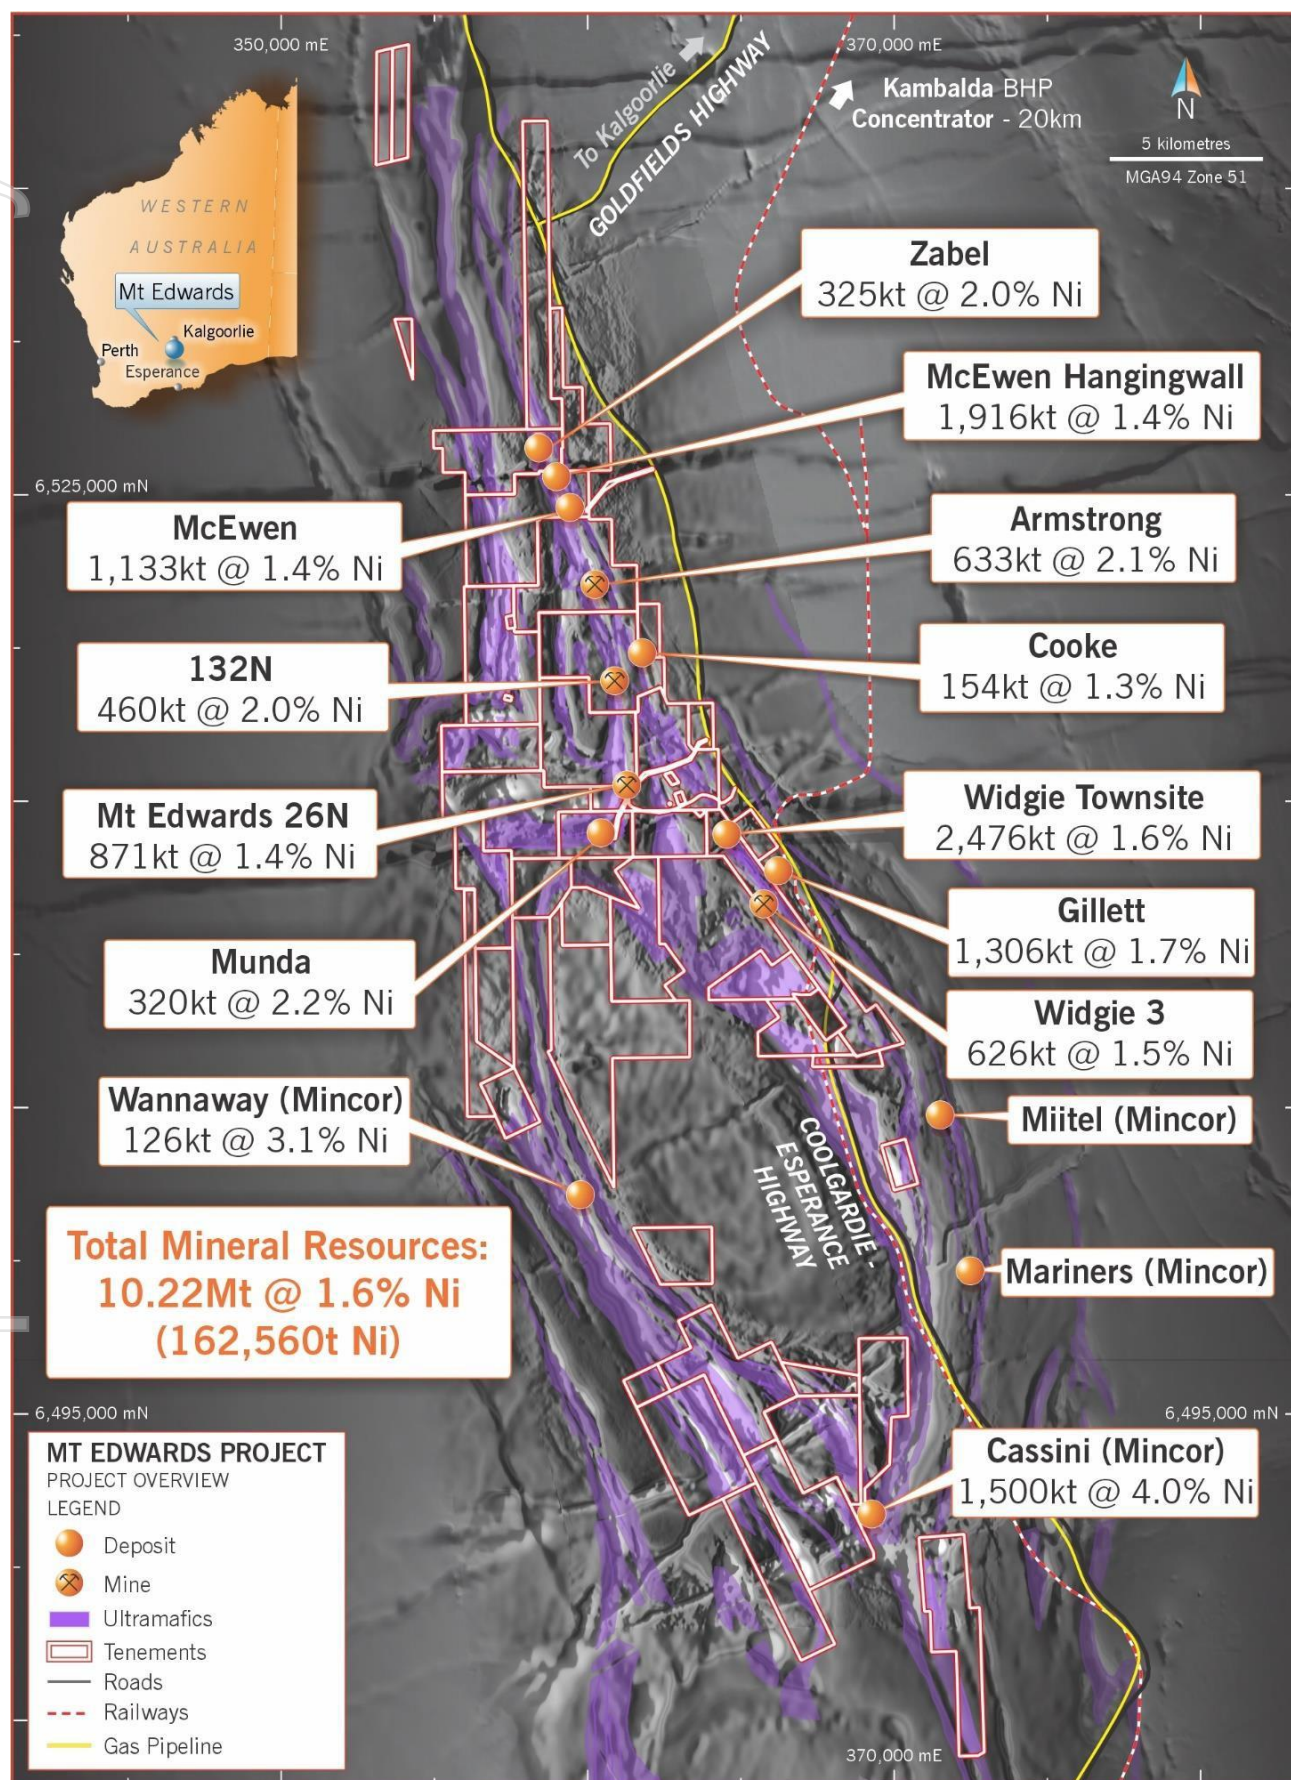 350,000 mE
370,000 mE
To Kalgoorlie
GOLDFIELDS HIGHWAY
Kambalda BHP
Concentrator - 20km
N
5 kilometres
MGA94 Zone 51
WESTERN
AUSTRALIA
Mt Edwards
Kalgoorlie
Perth
Esperance
Zabel
325kt @ 2.0% Ni
McEwen Hangingwall
1,916kt @ 1.4% Ni
6,525,000 mN
McEwen
1,133kt @ 1.4% Ni
Armstrong
633kt @ 2.1% Ni
132N
460kt @ 2.0% Ni
Cooke
154kt @ 1.3% Ni
Mt Edwards 26N
871kt @ 1.4% Ni
Widgie Townsite
2,476kt @ 1.6% Ni
Gillett
1,306kt @ 1.7% Ni
Munda
320kt @ 2.2% Ni
Widgie 3
626kt @ 1.5% Ni
Wannaway (Mincor)
126kt @ 3.1% Ni
Miitel (Mincor)
COOLGARDIE -
ESPERANCE
HIGHWAY
Total Mineral Resources:
10.22Mt @ 1.6% Ni
(162,560t Ni)
Mariners (Mincor)
6,495,000 mN
6,495,000 mN
Cassini (Mincor)
1,500kt @ 4.0% Ni
MT EDWARDS PROJECT
PROJECT OVERVIEW
LEGEND
Deposit
Mine
Ultramafics
Tenements
Roads
Railways
Gas Pipeline
370,000 mE